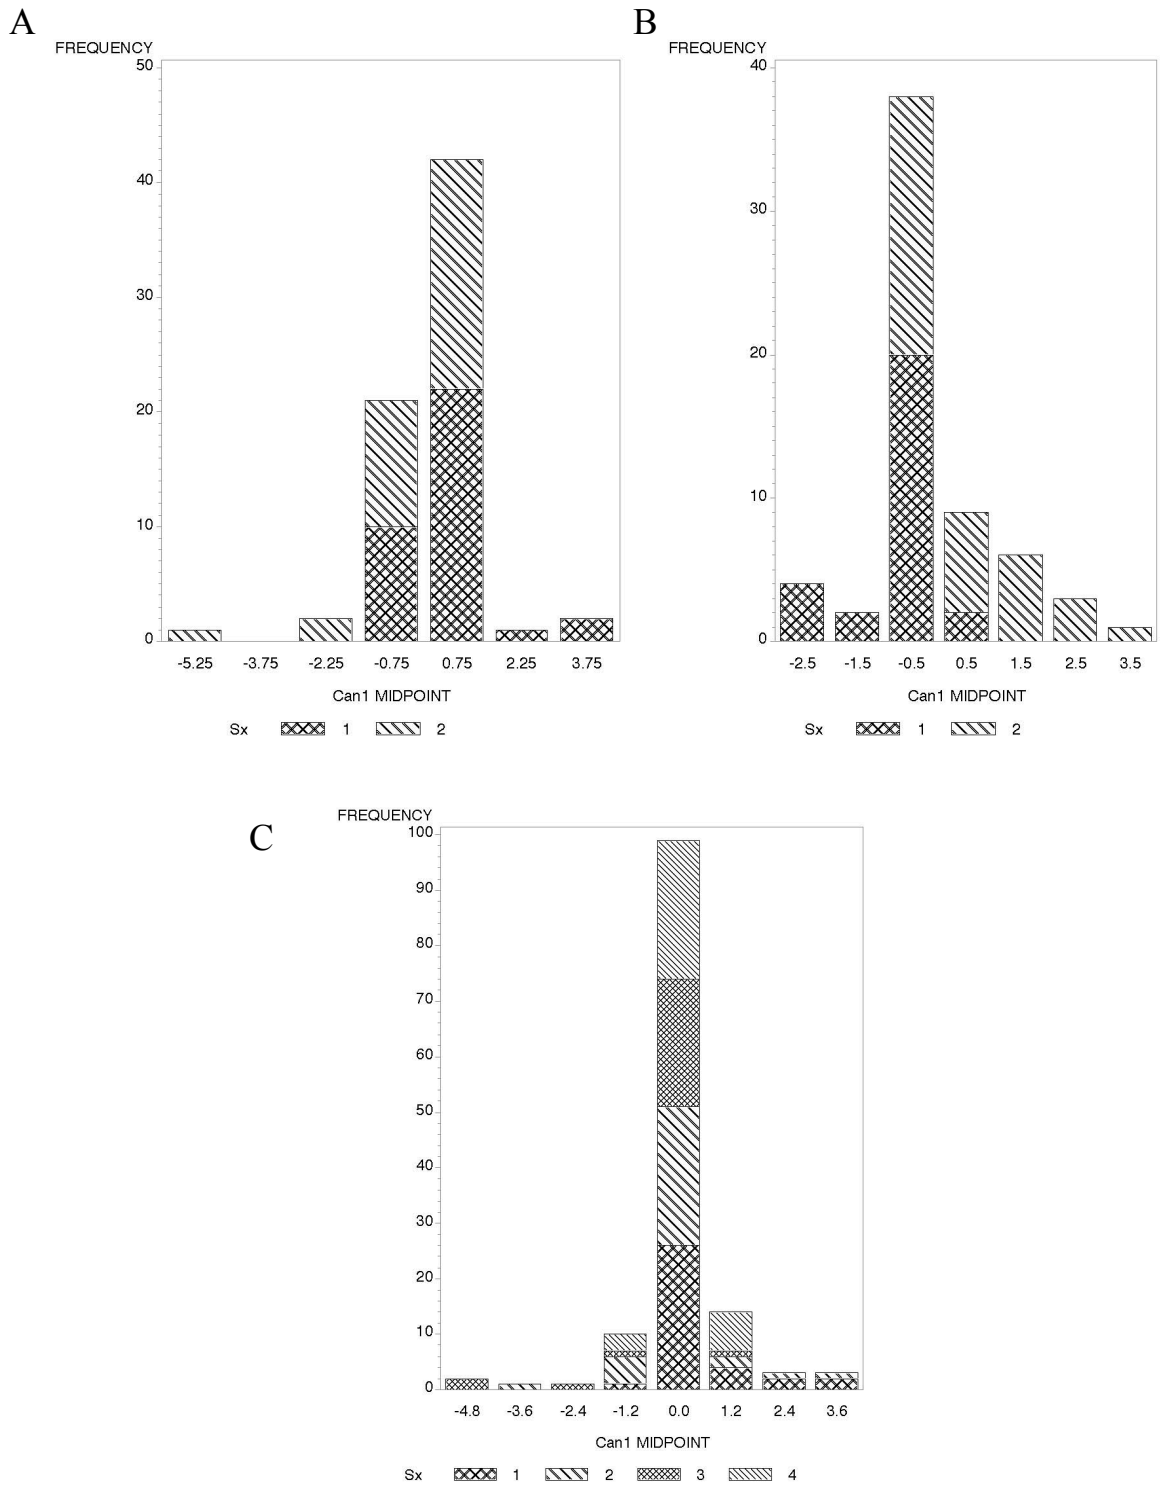 A
FREQUENCY
50
40
30
20
10
0
-5.25 -3.75 -2.25 -0.75 0.75 2.25 3.75
Can1 MIDPOINT
Sx 1 2
B
FREQUENCY
40
30
20
10
0
-2.5 -1.5 -0.5 0.5 1.5 2.5 3.5
Can1 MIDPOINT
Sx 1 2
C
FREQUENCY
100
90
80
70
60
50
40
30
20
10
0
-4.8 -3.6 -2.4 -1.2 0.0 1.2 2.4 3.6
Can1 MIDPOINT
Sx 1 2 3 4